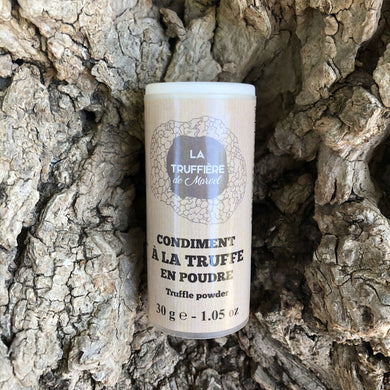 LA
TRUFFIÈRE
de Marcel
CONDIMENT
À LA TRUFFE
EN POUDRE
Truffle powder
30 g e - 1.05 oz